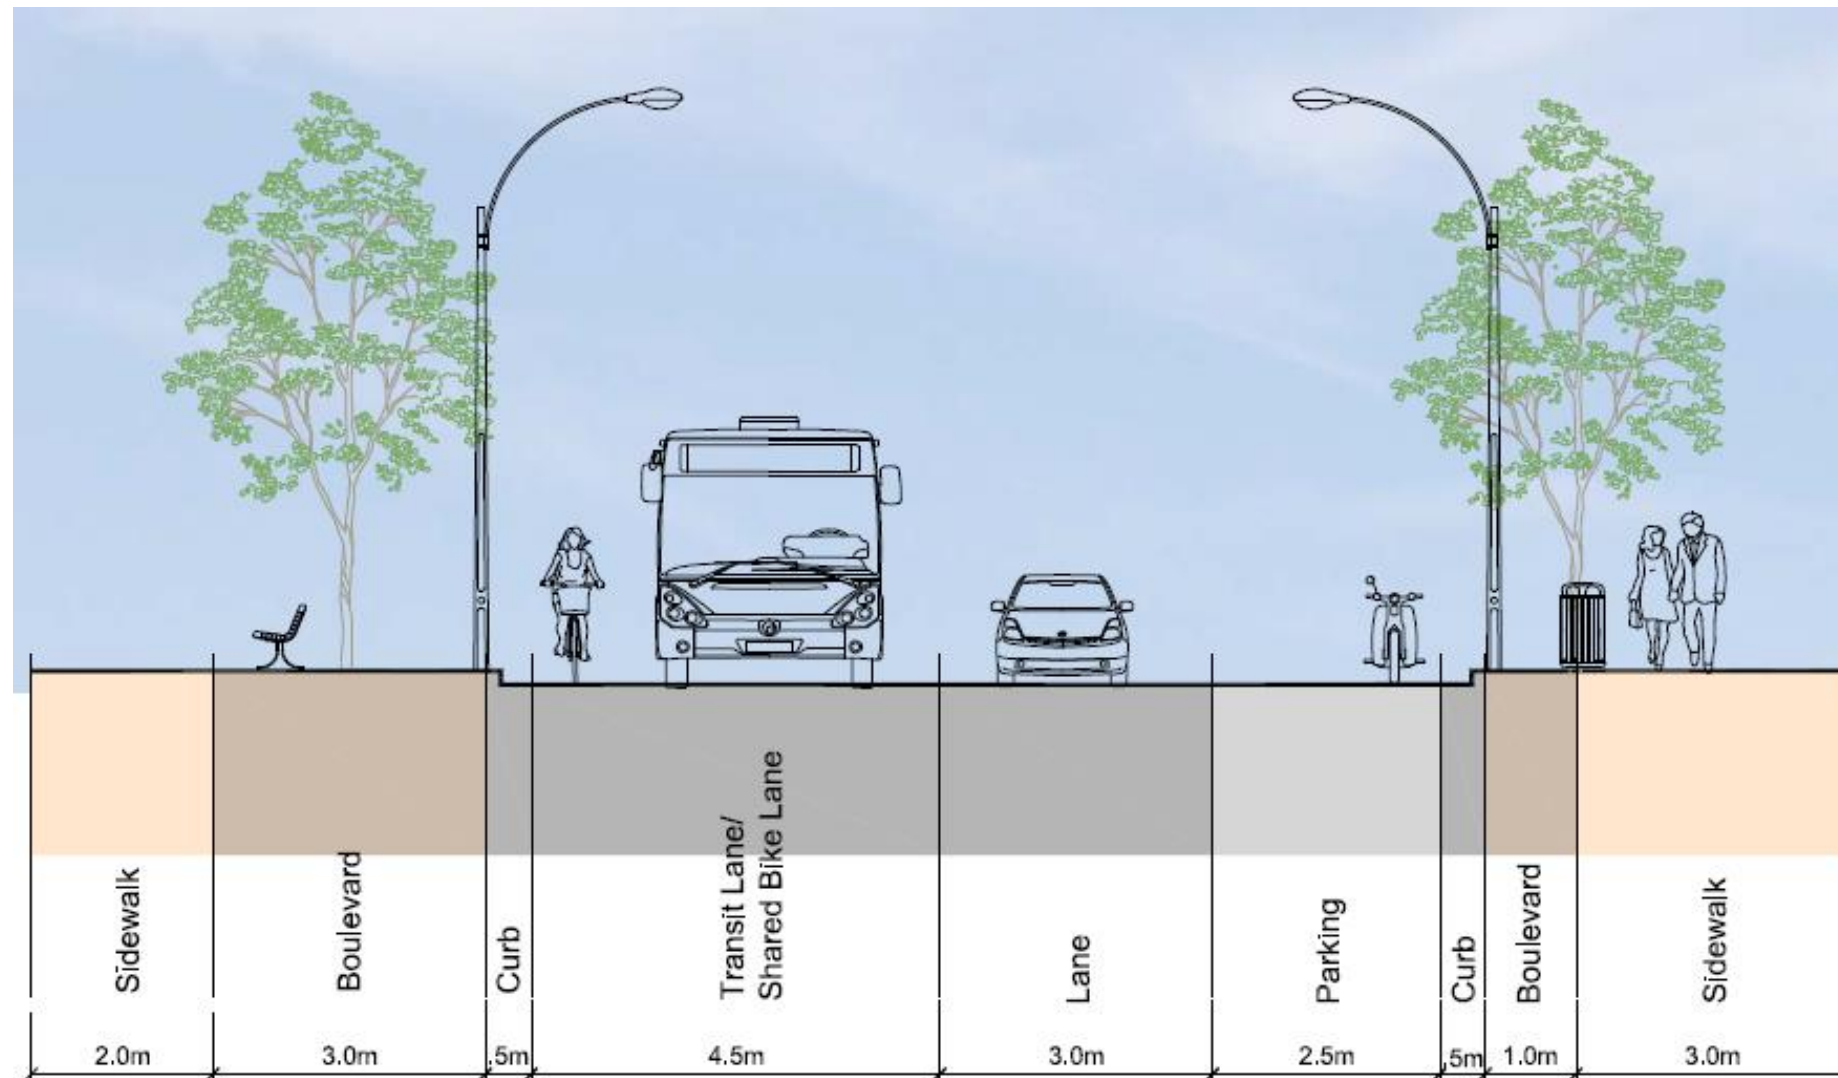 Sidewalk
Boulevard
Curb
Transit Lane/
Shared Bike Lane
Lane
Parking
Curb
Boulevard
Sidewalk
2.0m
3.0m
.5m
4.5m
3.0m
2.5m
.5m
1.0m
3.0m